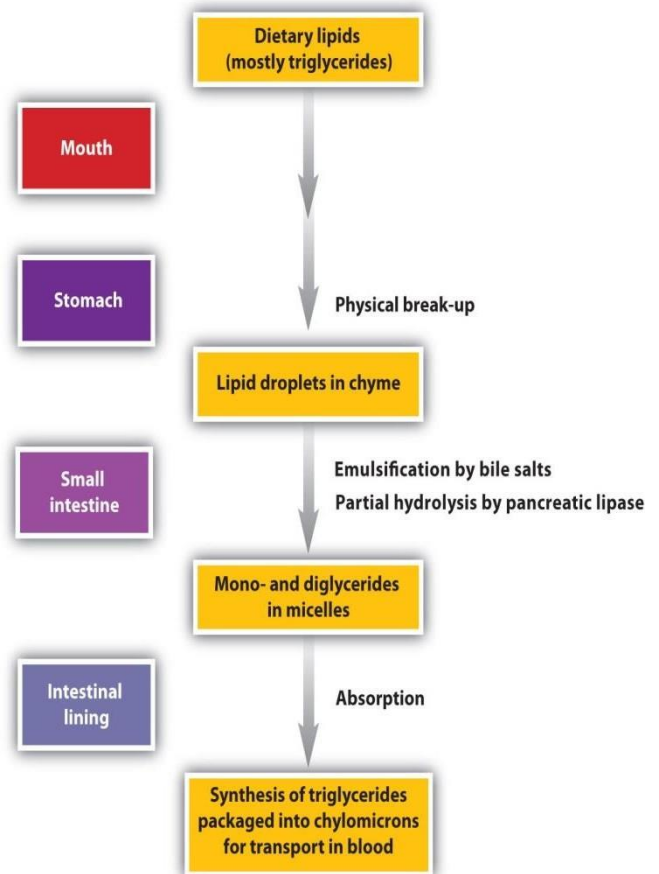 Dietary lipids
(mostly triglycerides)
Mouth
Stomach
Physical break-up
Lipid droplets in chyme
Small
intestine
Emulsification by bile salts
Partial hydrolysis by pancreatic lipase
Mono- and diglycerides
in micelles
Intestinal
lining
Absorption
Synthesis of triglycerides
packaged into chylomicrons
for transport in blood